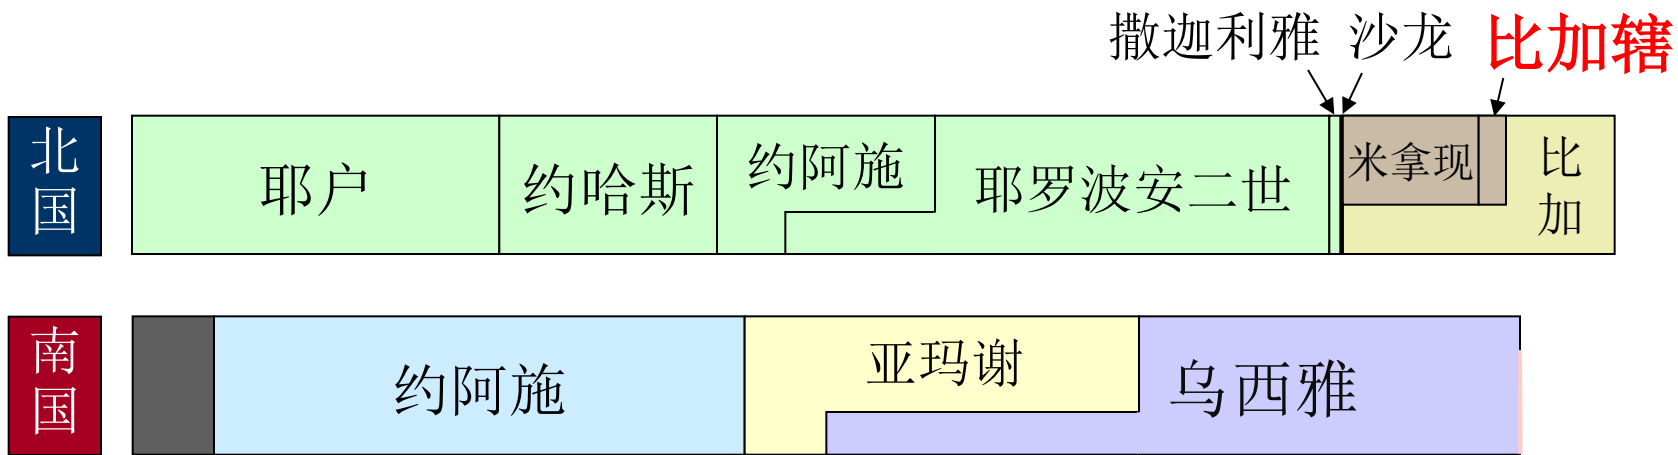 撒迦利雅 沙龙 比加辖
北国
耶户 约哈斯 约阿施 耶罗波安二世 米拿现 比加
南国
约阿施 亚玛谢 乌西雅